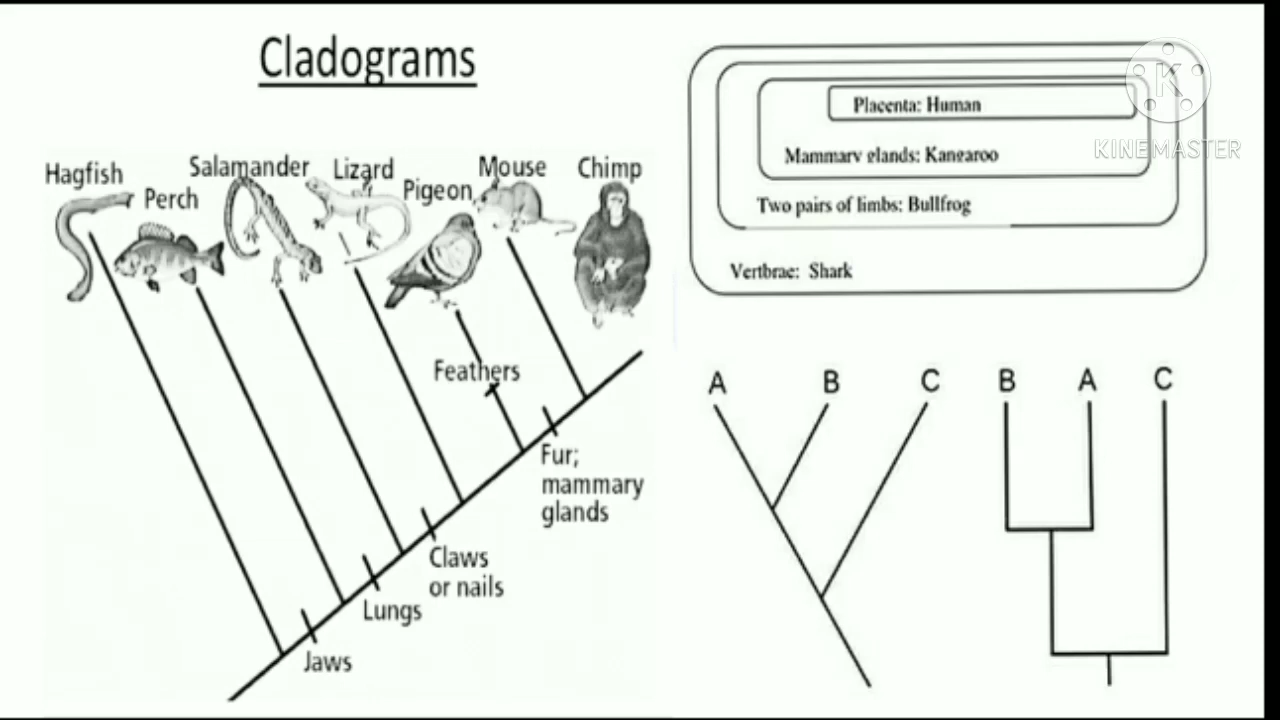 Cladograms
Hagfish
Perch
Salamander
Lizard
Pigeon
Mouse
Chimp
Feathers
Fur;
mammary
glands
Claws
or nails
Lungs
Jaws
Placenta: Human
Mammary glands: Kangaroo
Two pairs of limbs: Bullfrog
Vertbrae: Shark
K
KINEMASTER
A B C
B A C